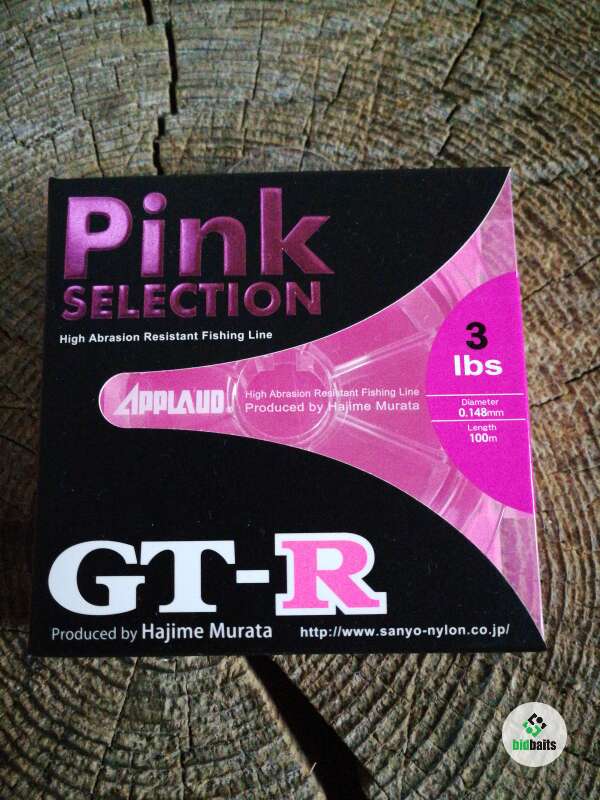 Pink
SELECTION
High Abrasion Resistant Fishing Line
3
lbs
Diameter
0.148mm
Length
100m
APPLAUD
High Abrasion Resistant Fishing Line
Produced by Hajime Murata
GT-R
Produced by Hajime Murata
http://www.sanyo-nylon.co.jp/
bidbaits